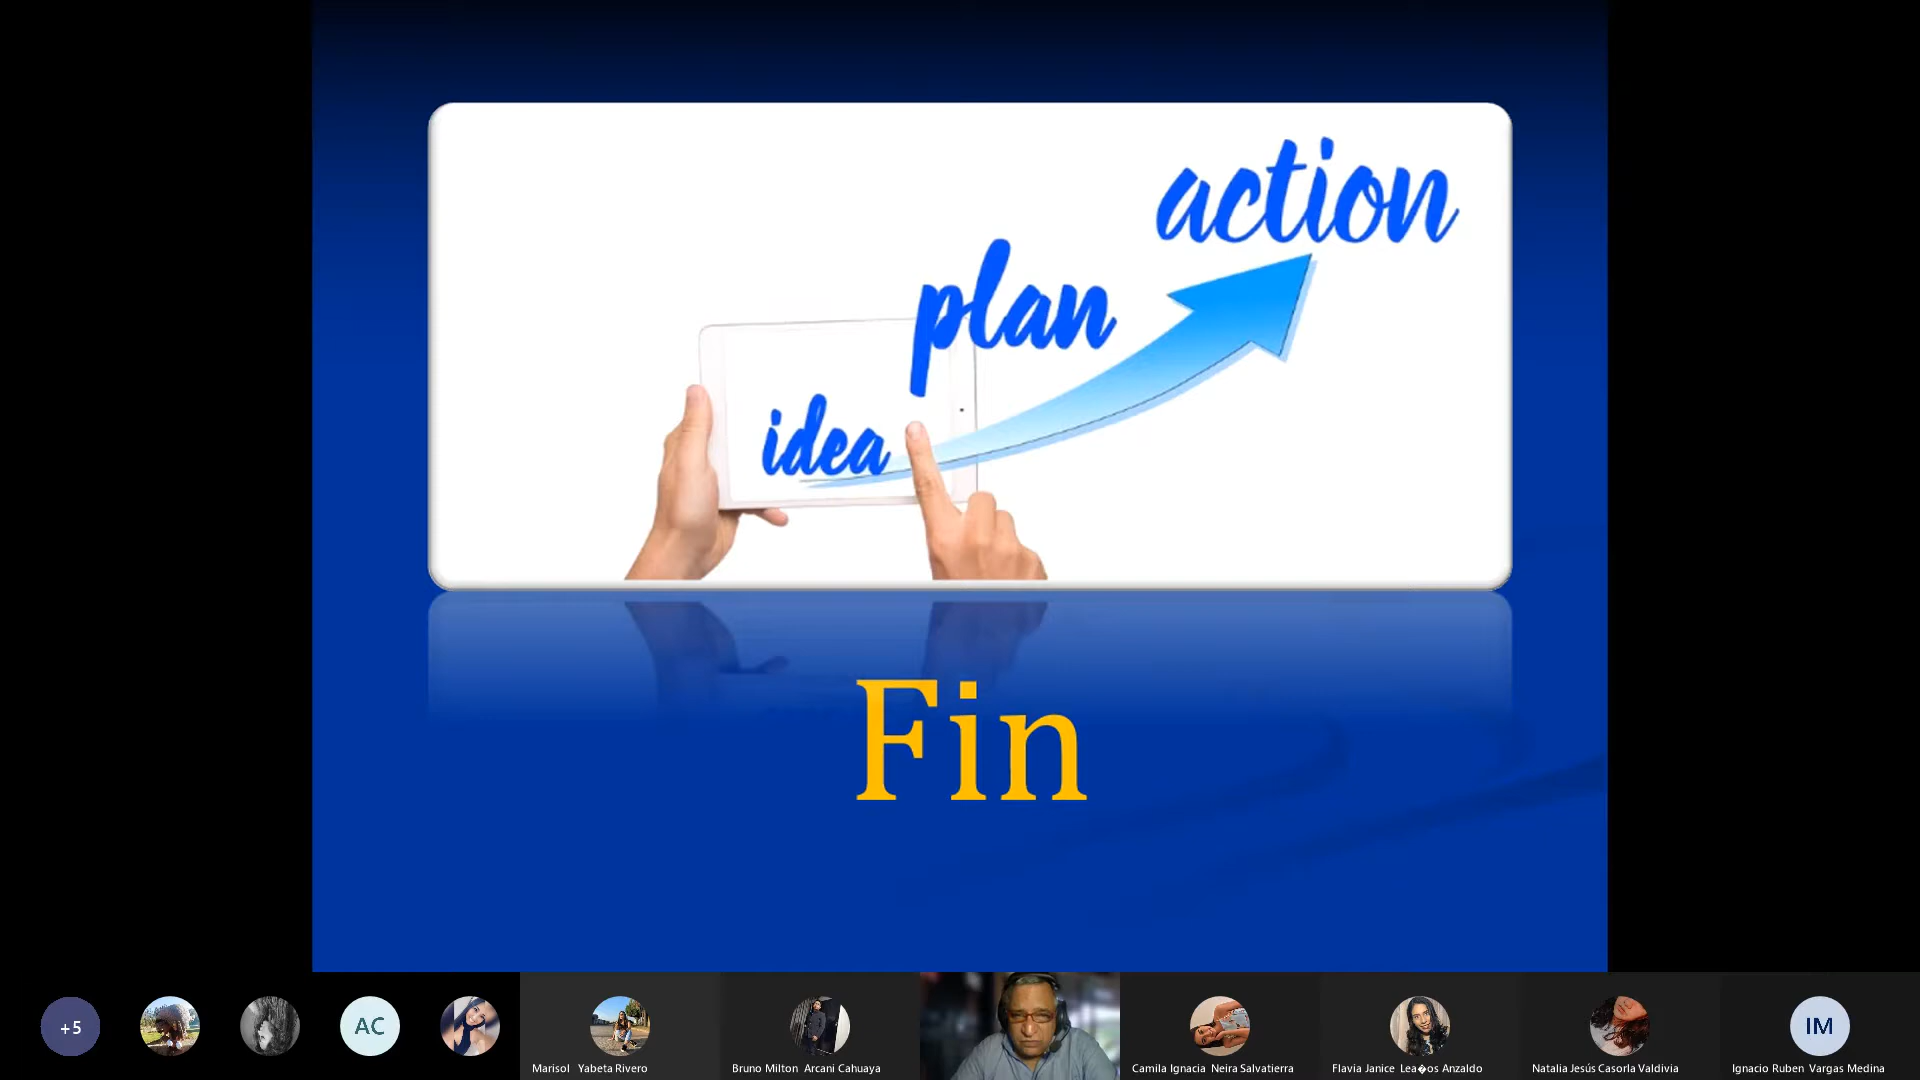 action
plan
idea
Fin
+5
AC
Marisol Yabeta Rivero
Bruno Milton Arcani Cahuaya
Camila Ignacia Neira Salvatierra
Flavia Janice Lea�os Anzaldo
Natalia Jesús Casorla Valdivia
IM
Ignacio Ruben Vargas Medina